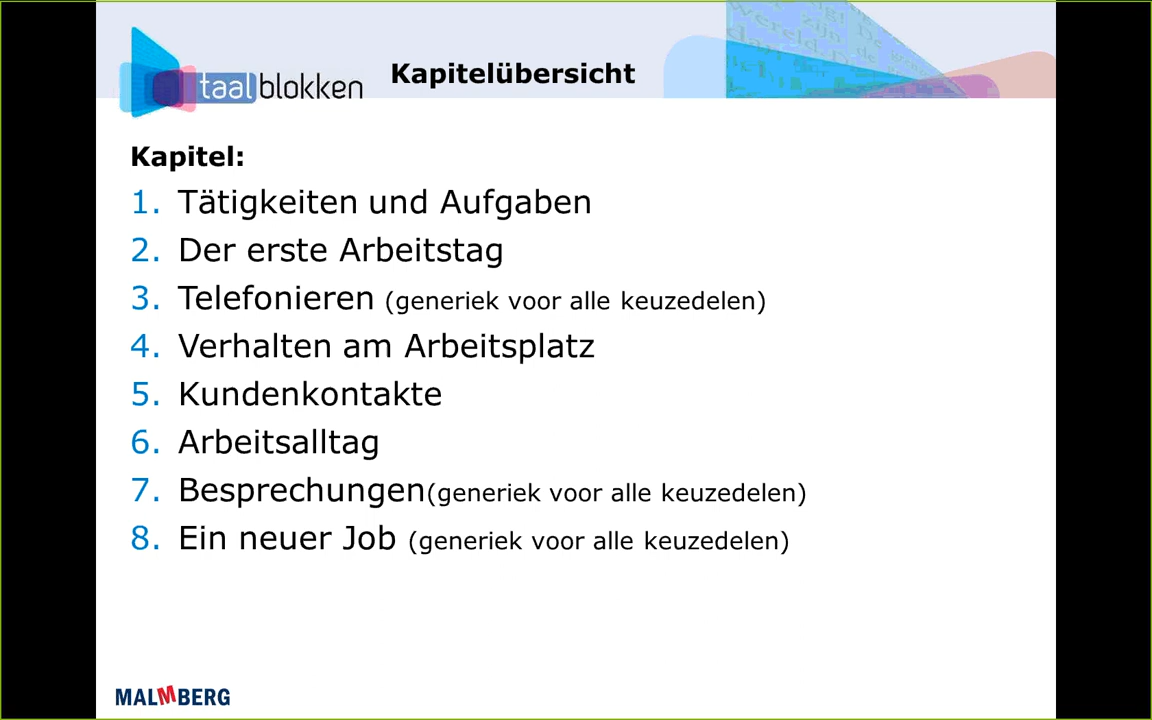 taalblokken
Kapitelübersicht
Kapitel:
1. Tätigkeiten und Aufgaben
2. Der erste Arbeitstag
3. Telefonieren (generiek voor alle keuzedelen)
4. Verhalten am Arbeitsplatz
5. Kundenkontakte
6. Arbeitsalltag
7. Besprechungen(generiek voor alle keuzedelen)
8. Ein neuer Job (generiek voor alle keuzedelen)
MALMBERG